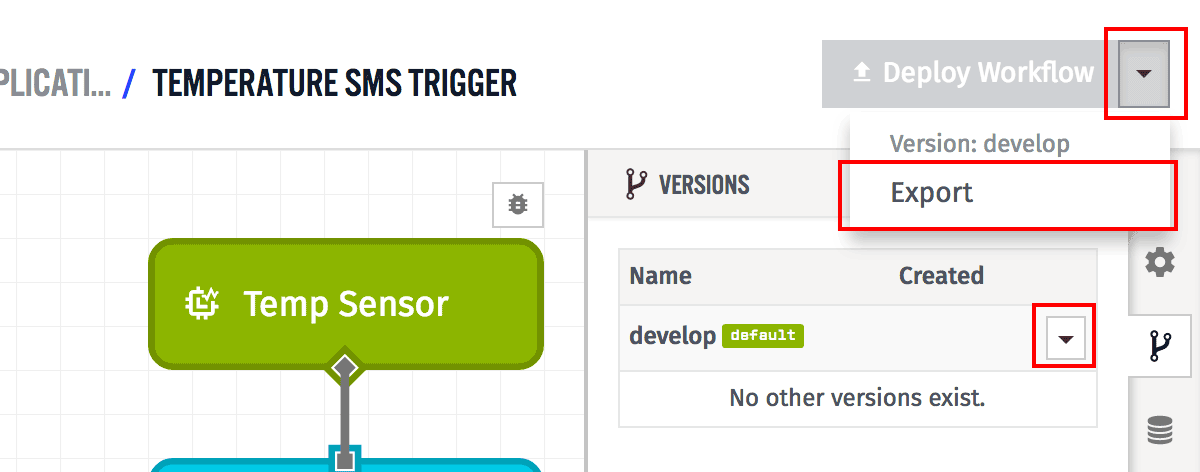 PLICATI... / TEMPERATURE SMS TRIGGER
Deploy Workflow
Version: develop
Export
VERSIONS
Name Created
develop default
No other versions exist.
Temp Sensor